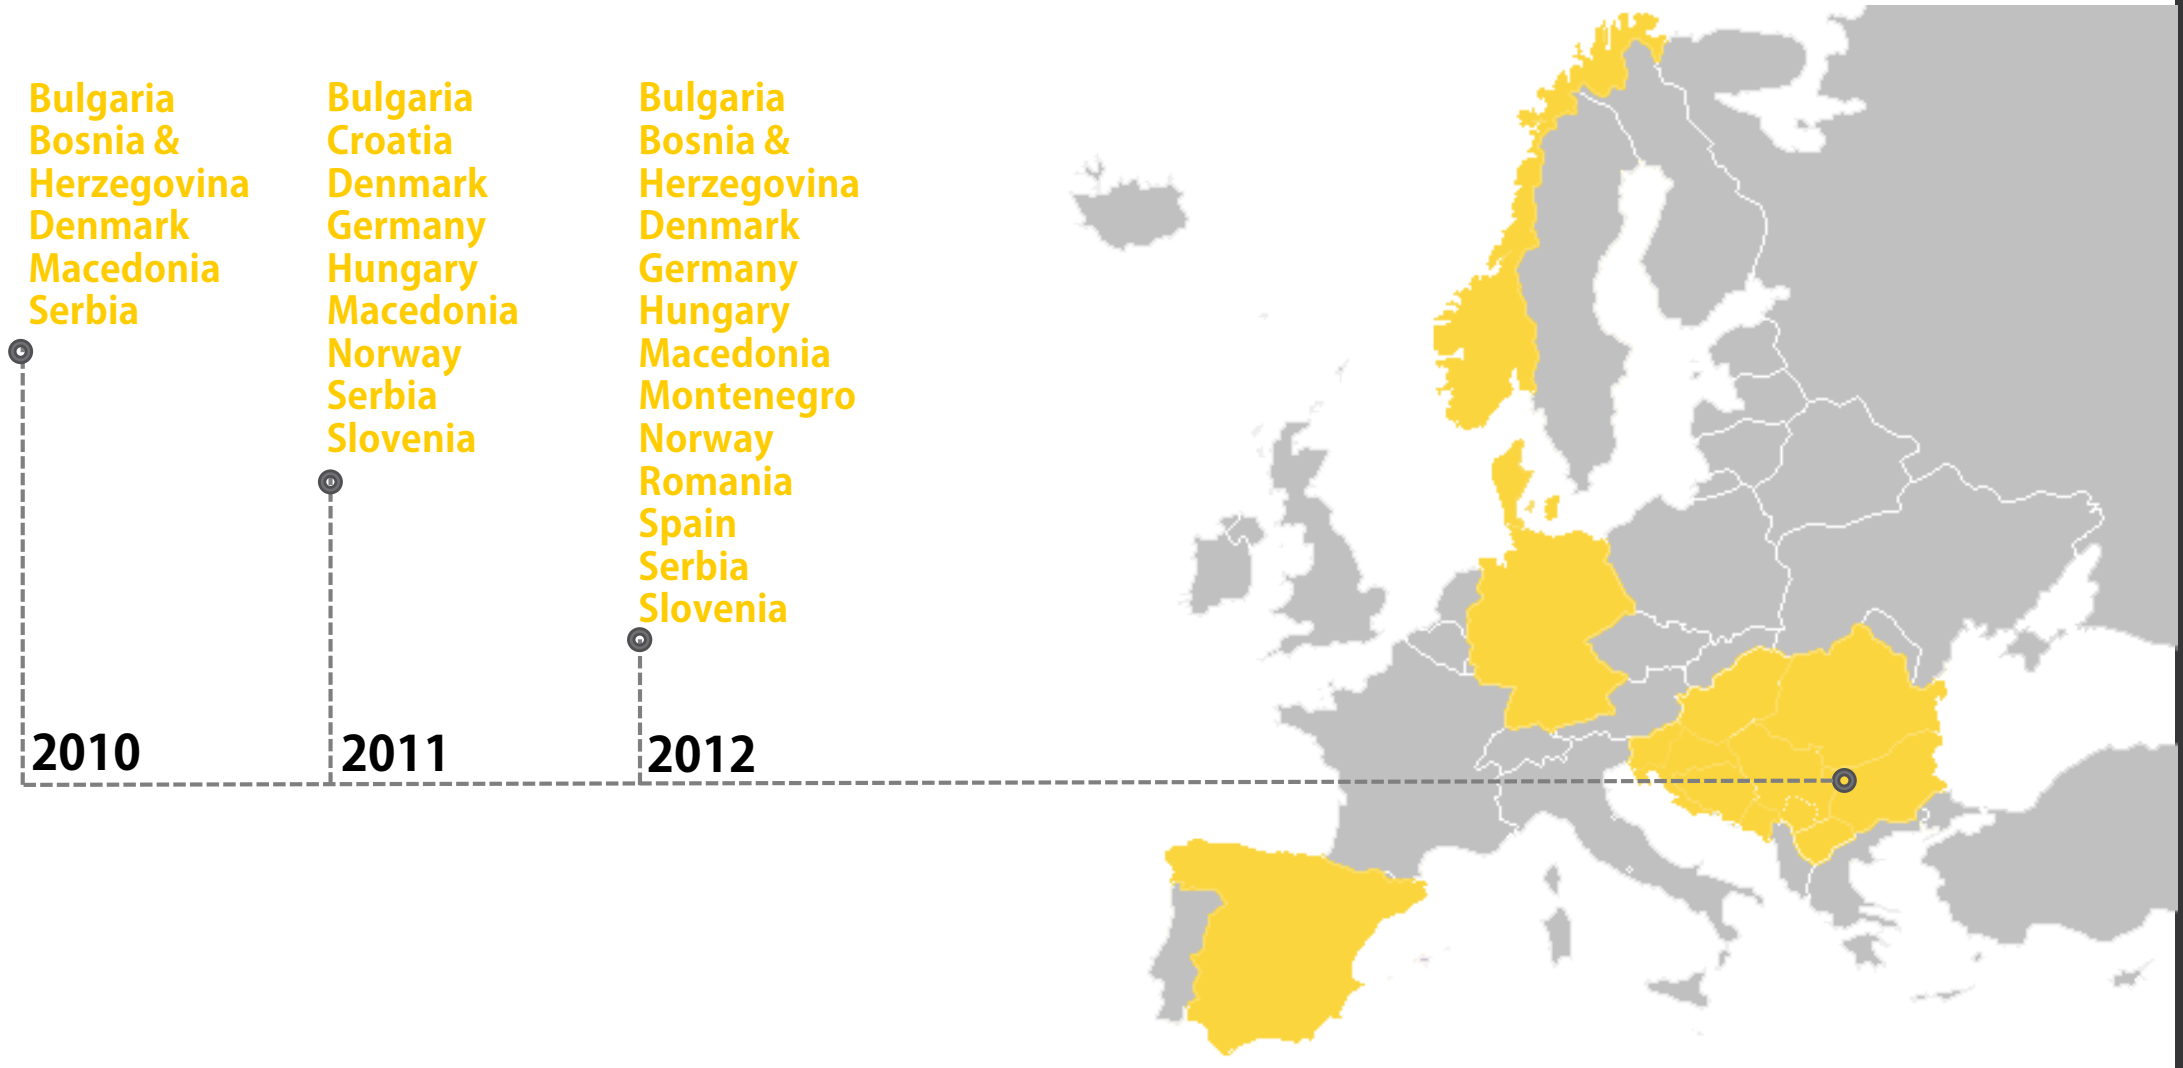 Bulgaria
Bosnia &
Herzegovina
Denmark
Macedonia
Serbia
2010
Bulgaria
Croatia
Denmark
Germany
Hungary
Macedonia
Norway
Serbia
Slovenia
2011
Bulgaria
Bosnia &
Herzegovina
Denmark
Germany
Hungary
Macedonia
Montenegro
Norway
Romania
Spain
Serbia
Slovenia
2012